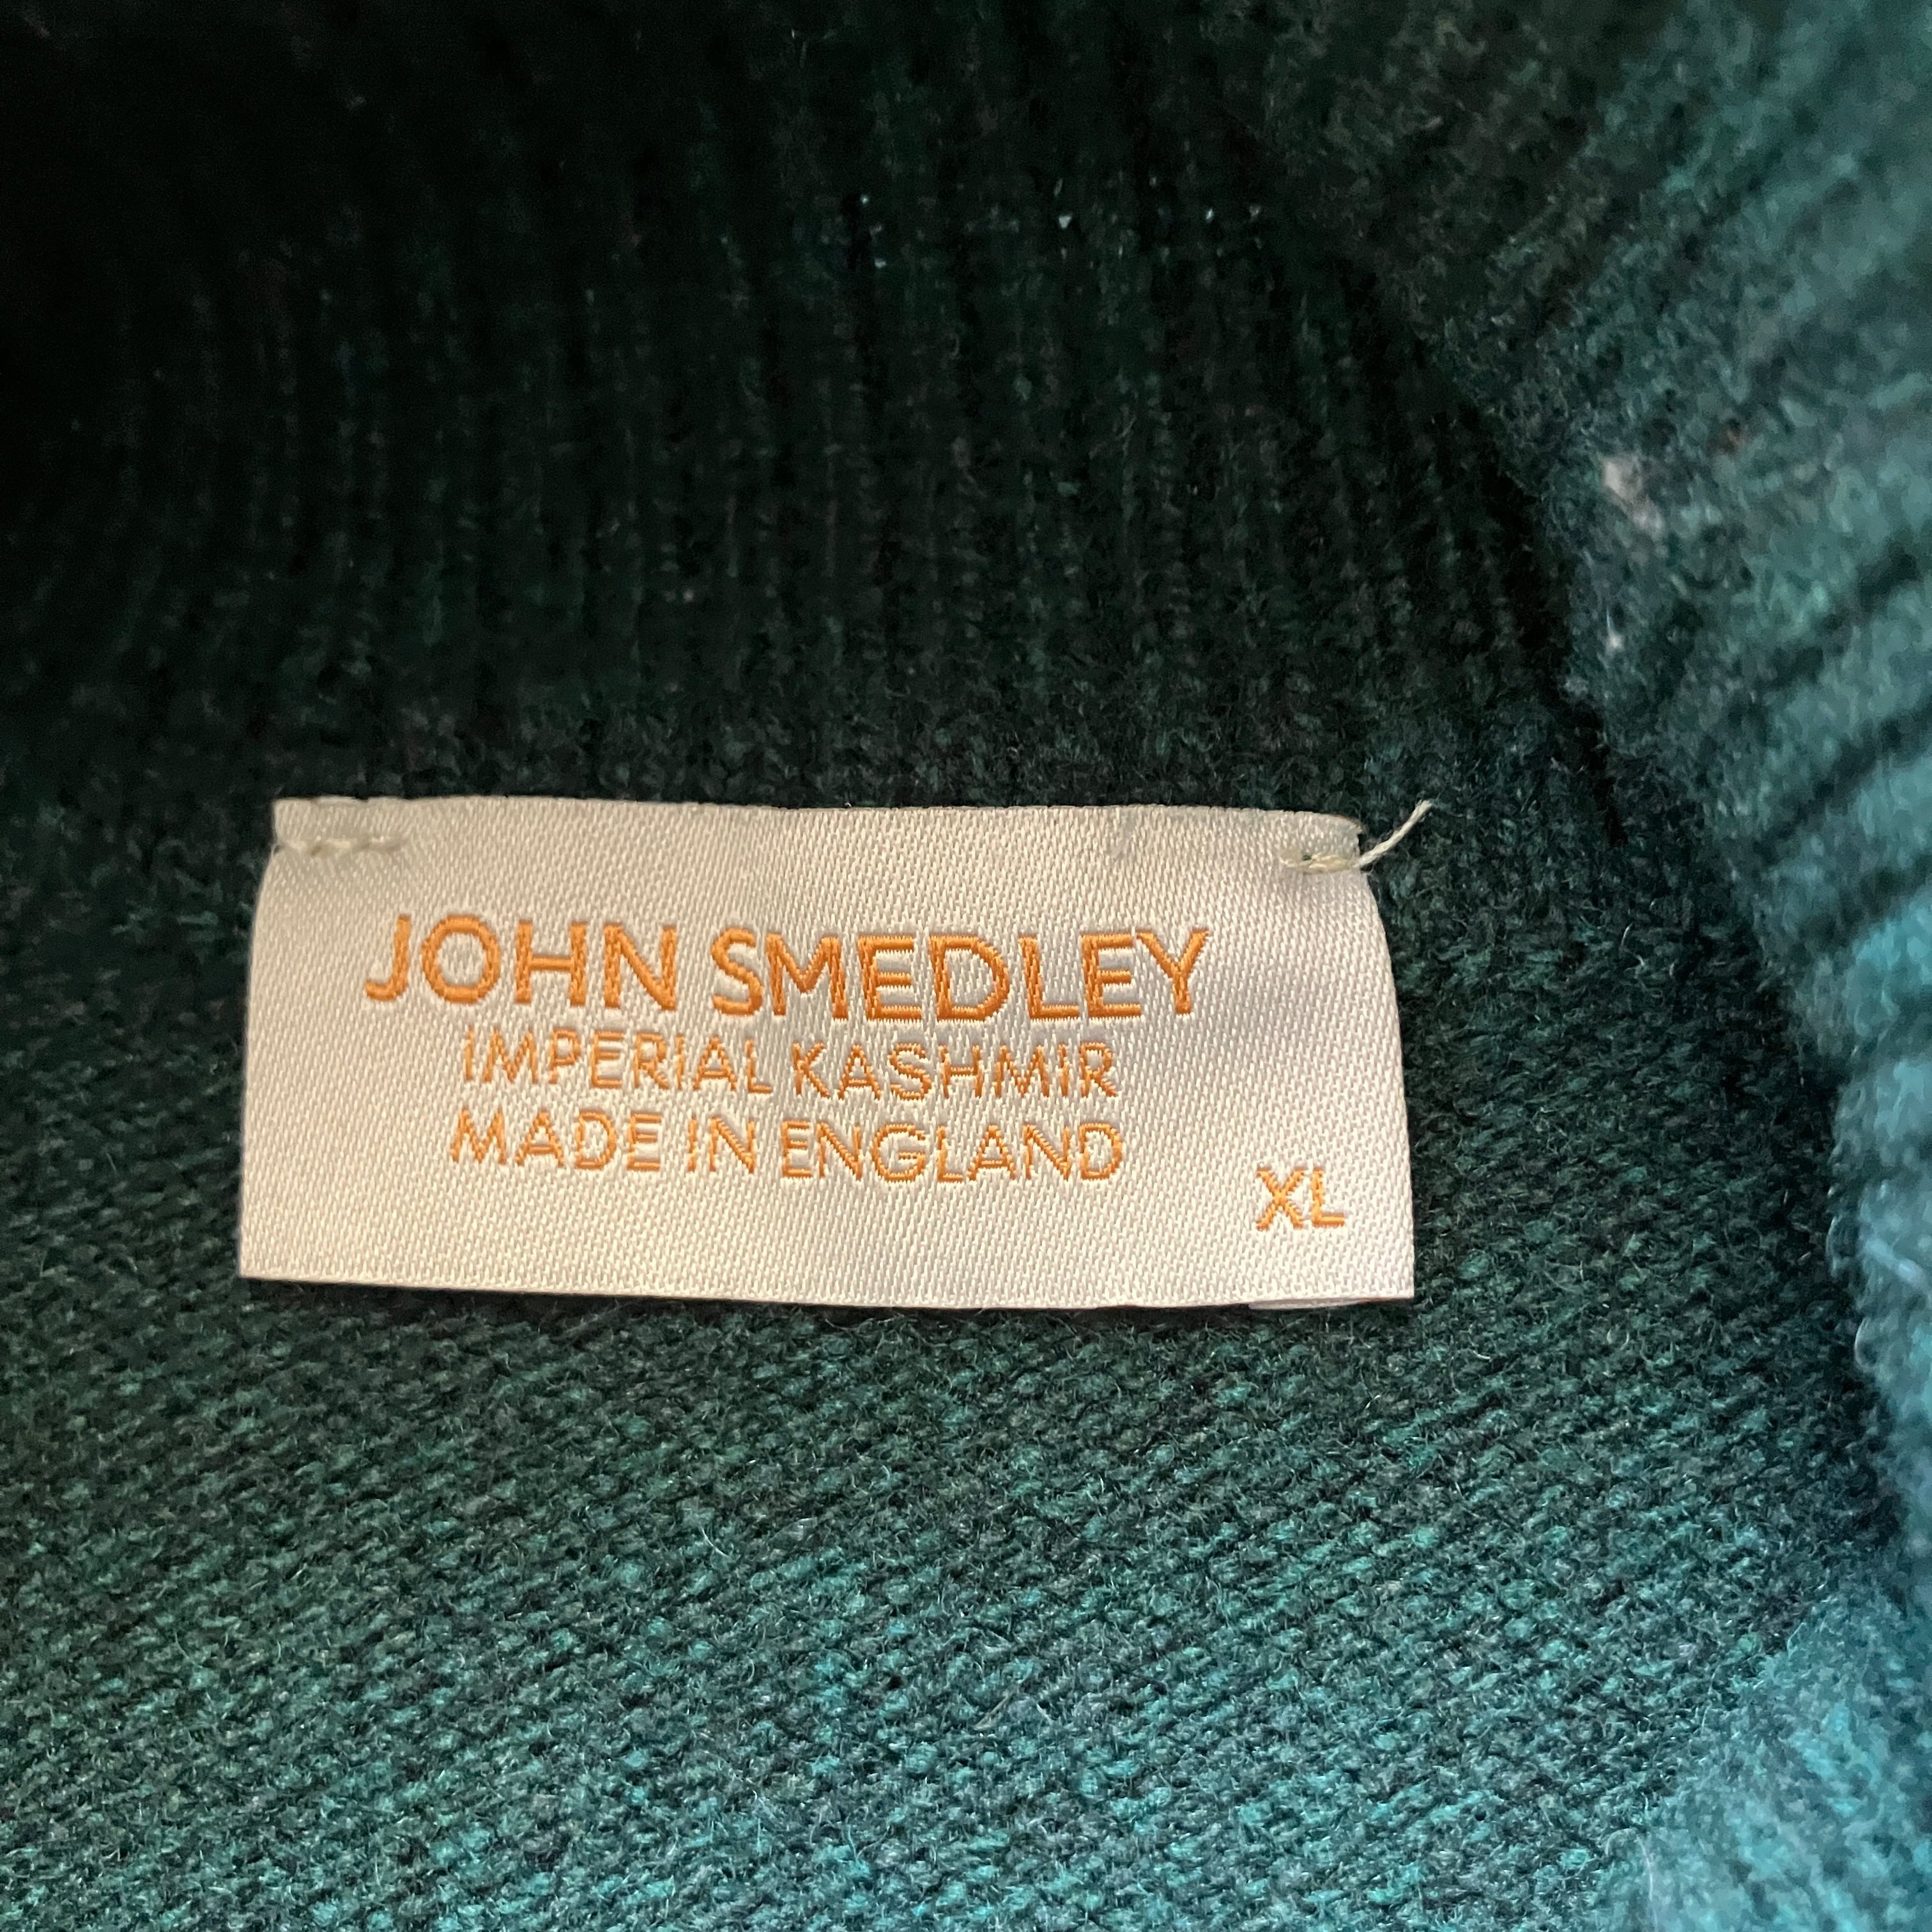 JOHN SMEDLEY
IMPERIAL KASHMIR
MADE IN ENGLAND
XL